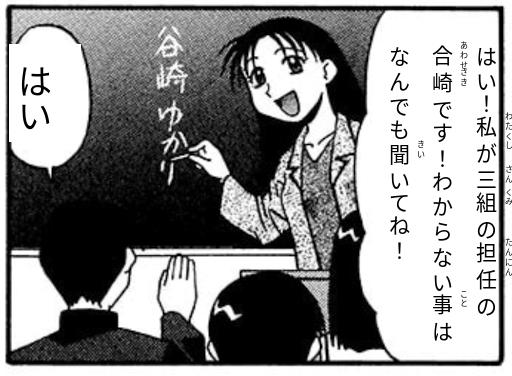 はい！私が三組の担任の
合崎です！わからない事は
なんでも聞いてね！
谷崎ゆかり
はい